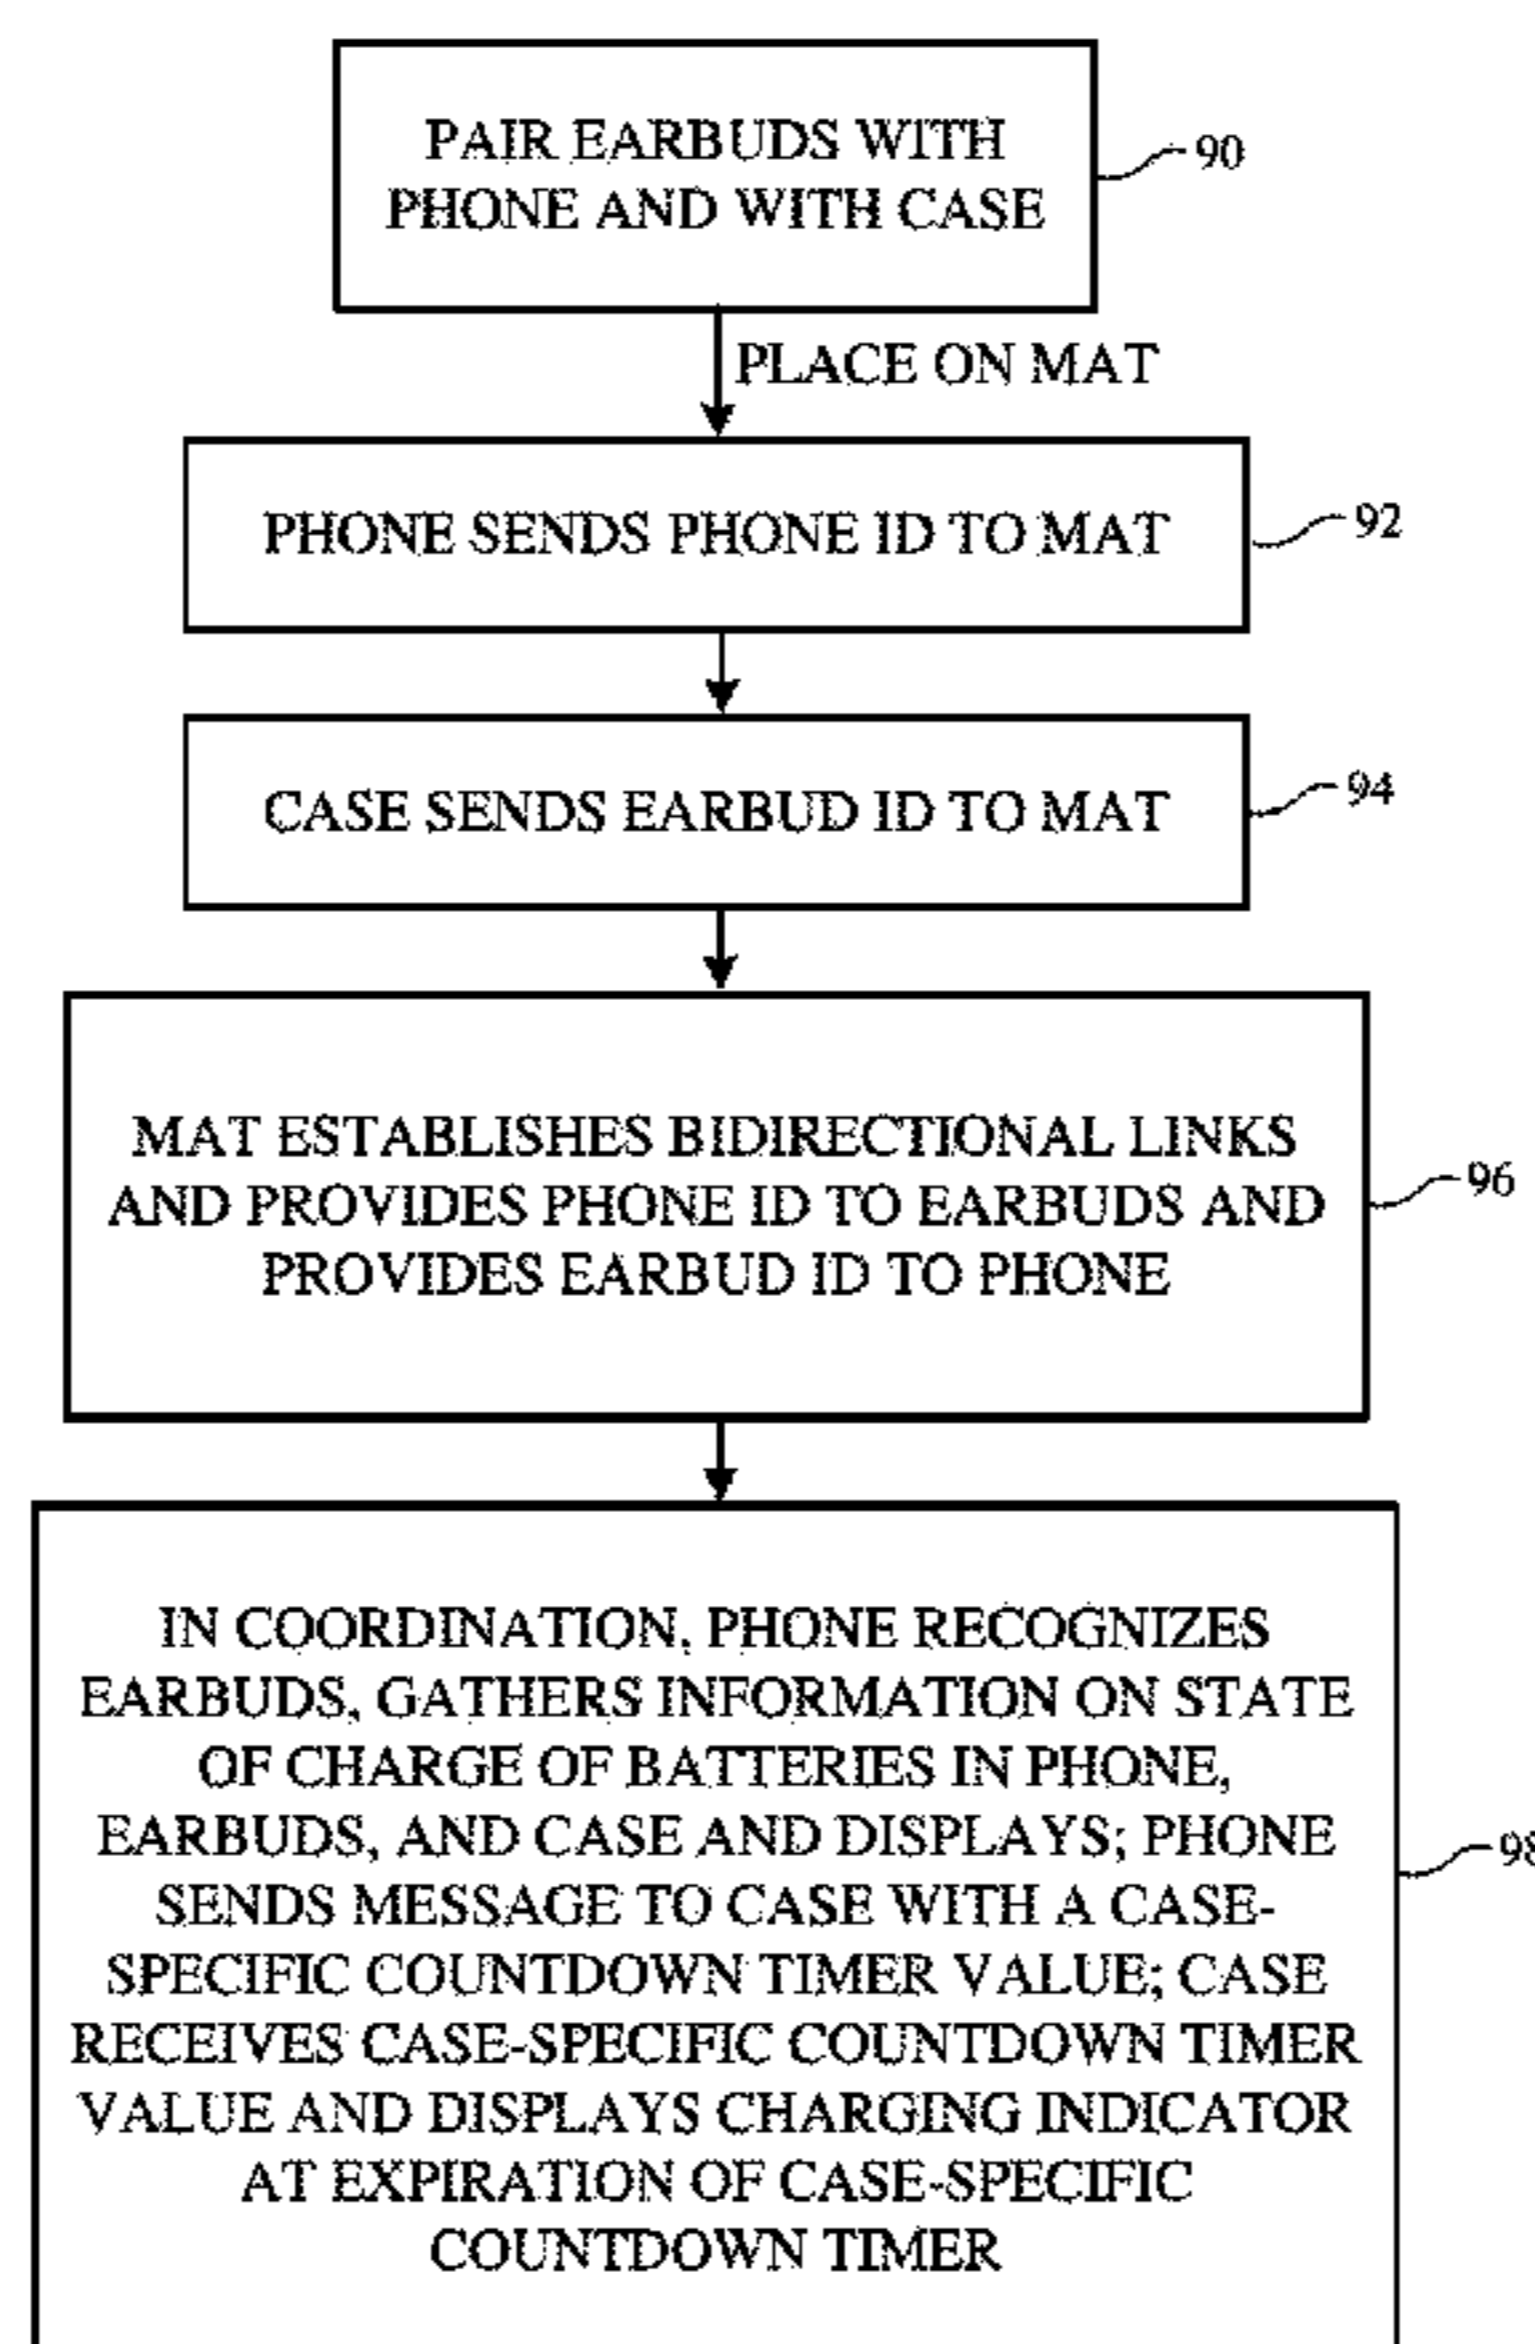 PAIR EARBUDS WITH
PHONE AND WITH CASE
90
PLACE ON MAT
PHONE SENDS PHONE ID TO MAT
92
CASE SENDS EARBUD ID TO MAT
94
MAT ESTABLISHES BIDIRECTIONAL LINKS
AND PROVIDES PHONE ID TO EARBUDS AND
PROVIDES EARBUD ID TO PHONE
96
IN COORDINATION, PHONE RECOGNIZES
EARBUDS, GATHERS INFORMATION ON STATE
OF CHARGE OF BATTERIES IN PHONE,
EARBUDS, AND CASE AND DISPLAYS; PHONE
SENDS MESSAGE TO CASE WITH A CASE-
SPECIFIC COUNTDOWN TIMER VALUE; CASE
RECEIVES CASE-SPECIFIC COUNTDOWN TIMER
VALUE AND DISPLAYS CHARGING INDICATOR
AT EXPIRATION OF CASE-SPECIFIC
COUNTDOWN TIMER
98